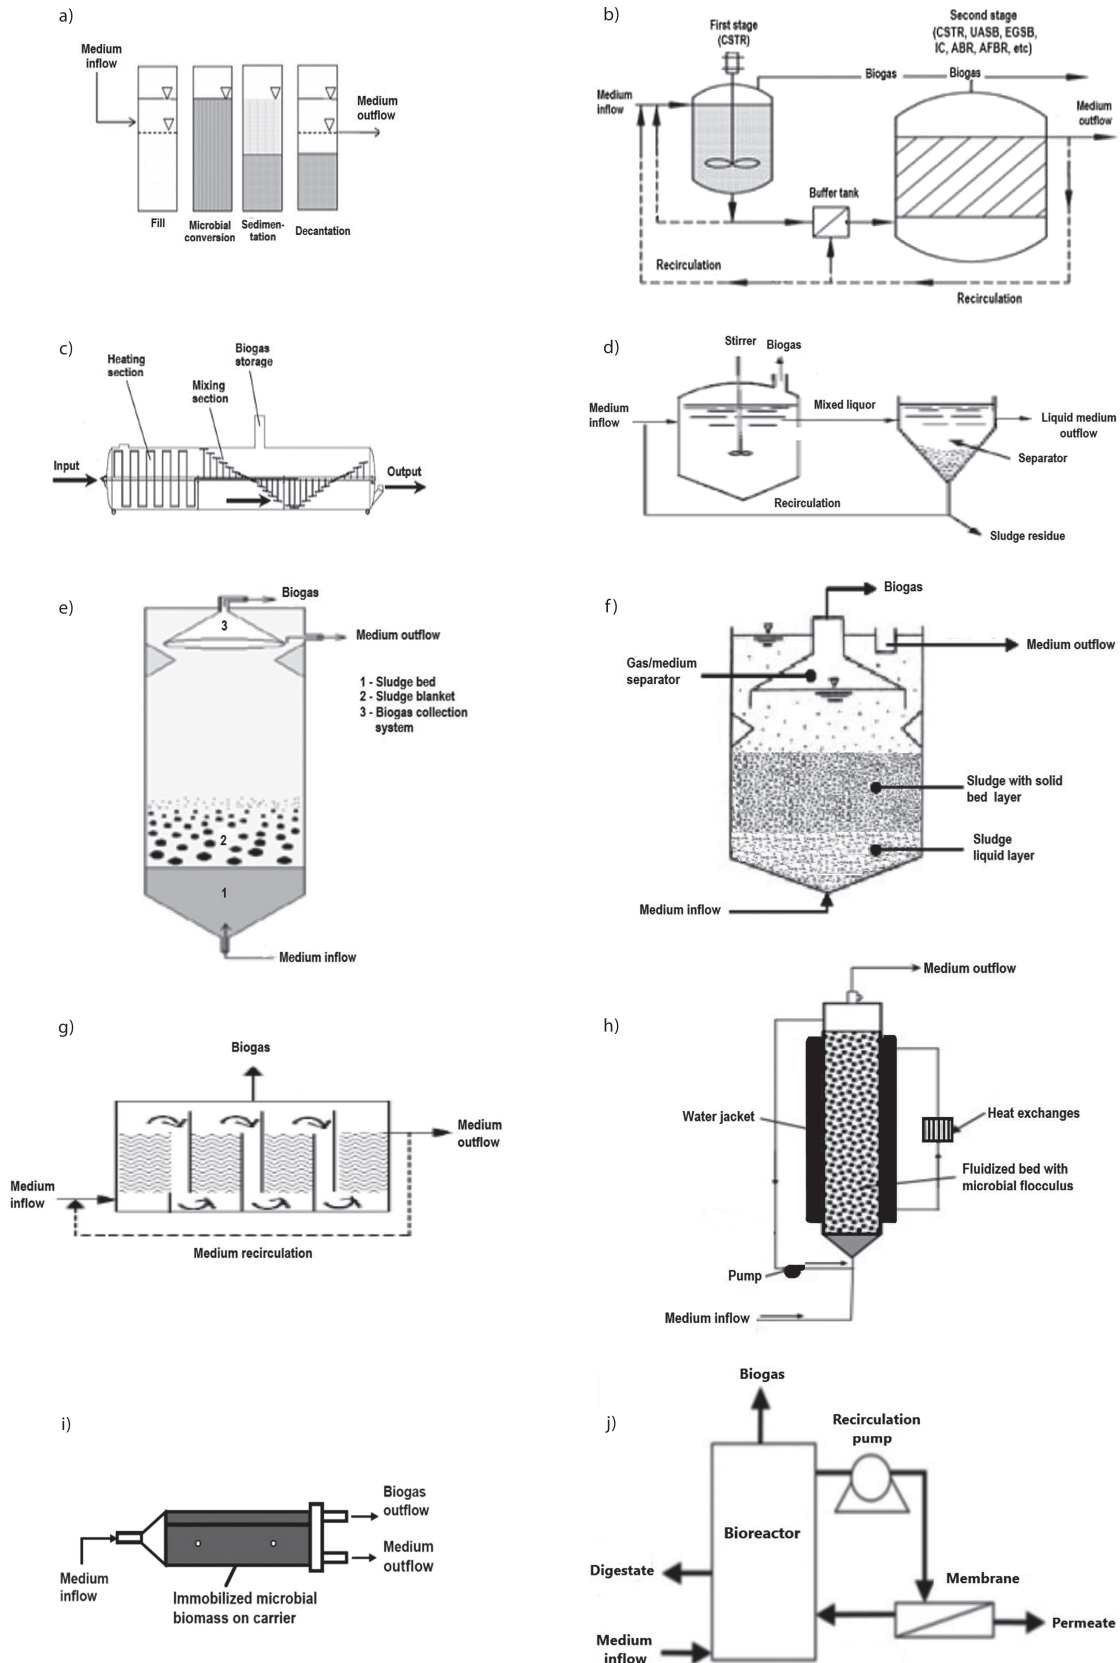 a)
Medium
inflow
Medium
outflow
Fill
Microbial
conversion
Sedimen-
tation
Decantation
b)
First stage
(CSTR)
Second stage
(CSTR, UASB, EGSB,
IC, ABR, AFBR, etc)
Biogas
Biogas
Medium
inflow
Medium
outflow
Buffer tank
Recirculation
Recirculation
c)
Heating
section
Mixing
section
Biogas
storage
Input
Output
d)
Stirrer
Biogas
Medium
inflow
Mixed liquor
Liquid medium
outflow
Separator
Recirculation
Sludge residue
e)
Biogas
3
Medium outflow
1 - Sludge bed
2 - Sludge blanket
3 - Biogas collection
system
2
1
Medium inflow
f)
Biogas
Medium outflow
Gas/medium
separator
Sludge with solid
bed layer
Sludge
liquid layer
Medium inflow
g)
Biogas
Medium
outflow
Medium
inflow
Medium recirculation
h)
Medium outflow
Water jacket
Heat exchanges
Fluidized bed with
microbial flocculus
Pump
Medium inflow
i)
Biogas
outflow
Medium
outflow
Medium
inflow
Immobilized microbial
biomass on carrier
j)
Biogas
Recirculation
pump
Bioreactor
Digestate
Membrane
Permeate
Medium
inflow